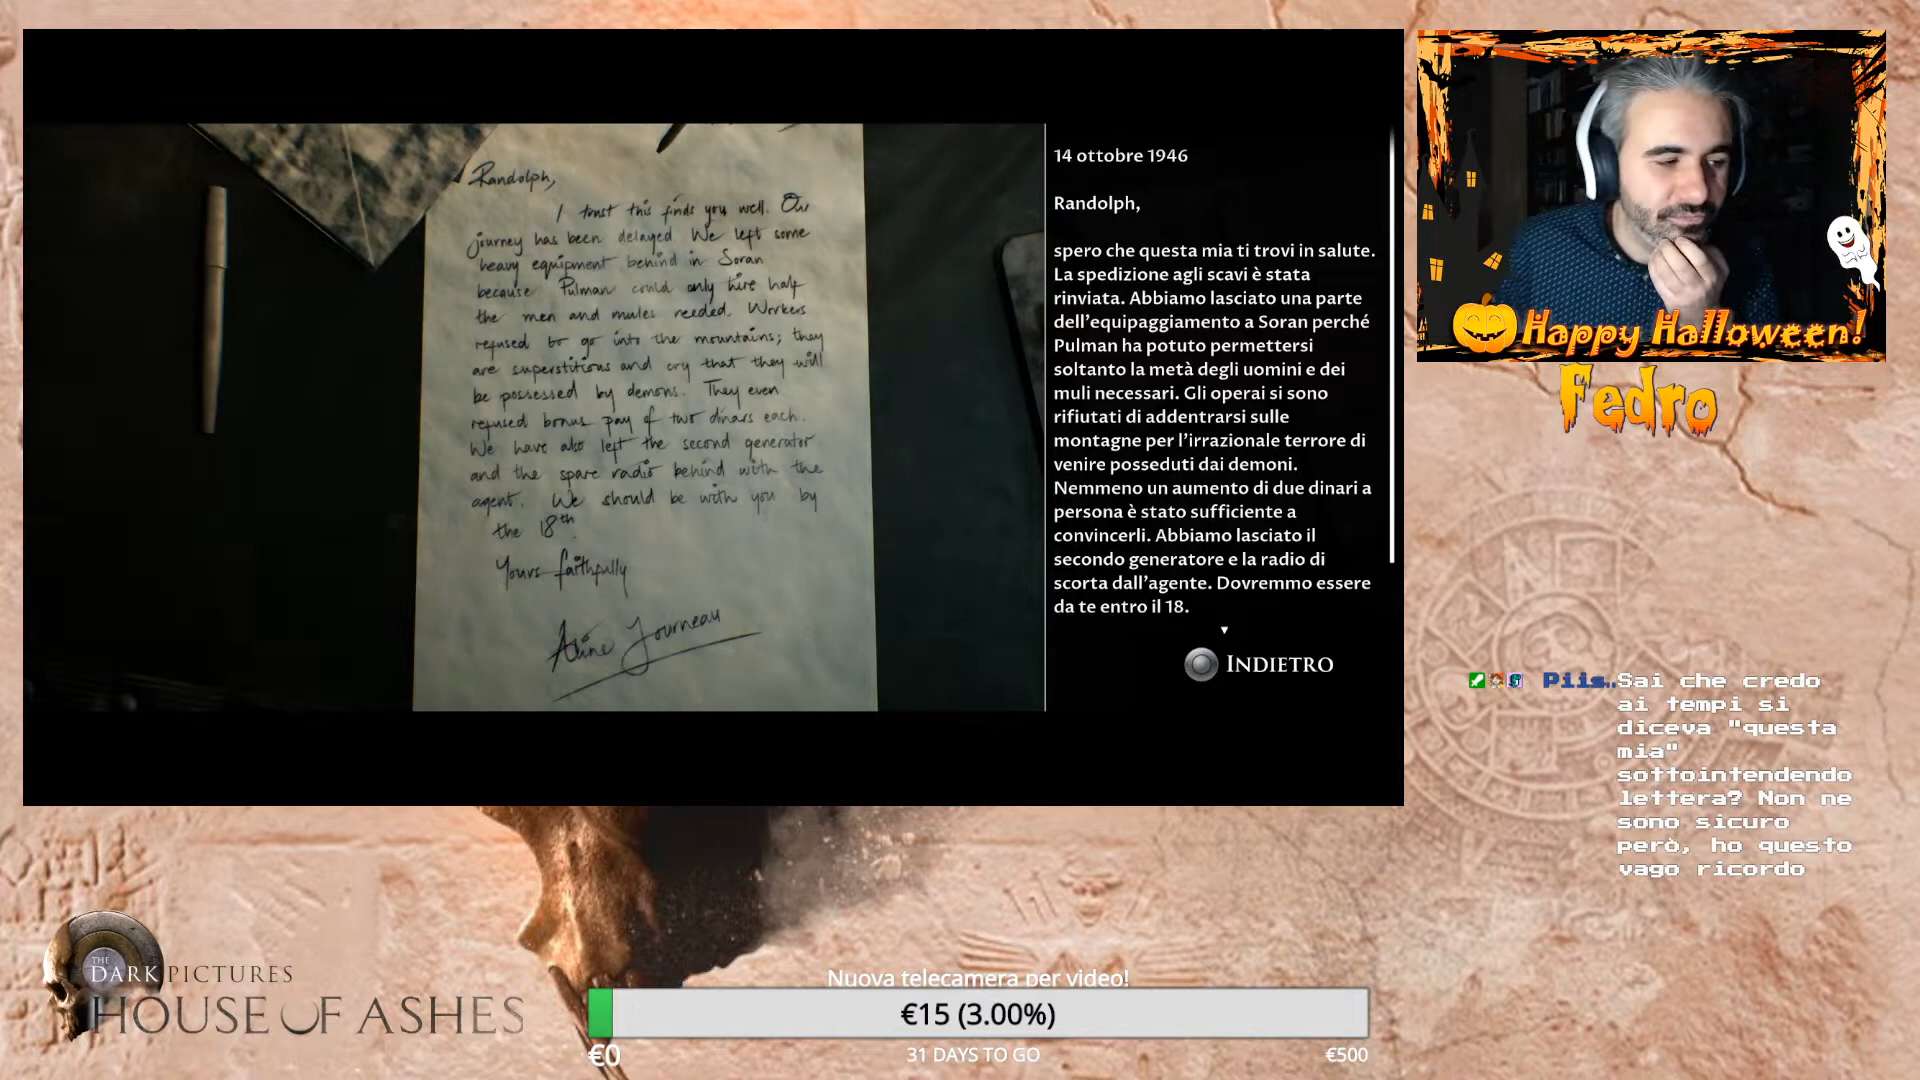 Randolph,
I trust this finds you well. Our
journey has been delayed. We left some
heavy equipment behind in Soran
because Pulman could only hire half
the men and mules needed. Workers
refused to go into the mountains; they
are superstitious and cry that they will
be possessed by demons. They even
refused bonus pay of two dinars each.
We have also left the second generator
and the spare radio behind with the
agent. We should be with you by
the 18th.
Yours faithfully
Aline Journeau
14 ottobre 1946
Randolph,
spero che questa mia ti trovi in salute.
La spedizione agli scavi è stata
rinviata. Abbiamo lasciato una parte
dell'equipaggiamento a Soran perché
Pulman ha potuto permettersi
soltanto la metà degli uomini e dei
muli necessari. Gli operai si sono
rifiutati di addentrarsi sulle
montagne per l'irrazionale terrore di
venire posseduti dai demoni.
Nemmeno un aumento di due dinari a
persona è stato sufficiente a
convincerli. Abbiamo lasciato il
secondo generatore e la radio di
scorta dall'agente. Dovremmo essere
da te entro il 18.
INDIETRO
Happy Halloween!
Fedro
Piis..Sai che credo
ai tempi si
diceva "questa
mia"
sottointendendo
lettera? Non ne
sono sicuro
però, ho questo
vago ricordo
THE
DARK PICTURES
HOUSE OF ASHES
Nuova telecamera per video!
€15 (3.00%)
€0
31 DAYS TO GO
€500